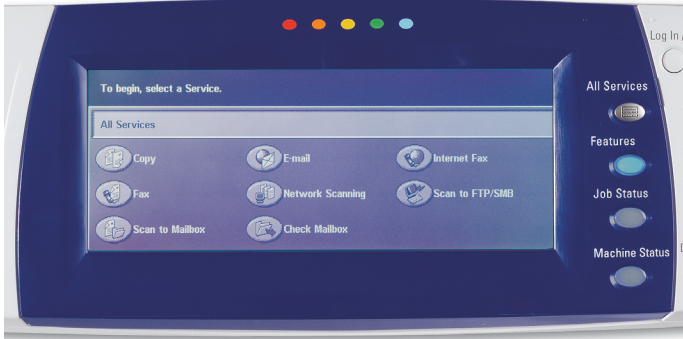 Log In /
To begin, select a Service.
All Services
All Services
Features
Copy
E-mail
Internet Fax
Fax
Network Scanning
Scan to FTP/SMB
Job Status
Scan to Mailbox
Check Mailbox
Machine Status